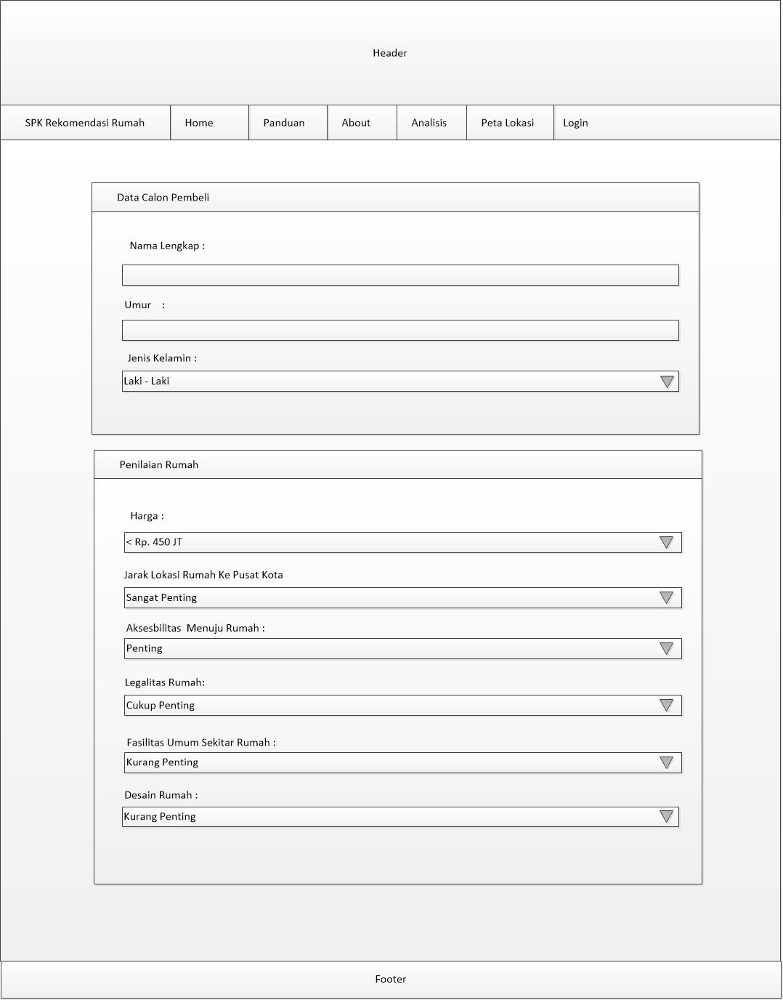 Header
SPK Rekomendasi Rumah Home Panduan About Analisis Peta Lokasi Login
Data Calon Pembeli
Nama Lengkap :
Umur :
Jenis Kelamin :
Laki - Laki
Penilaian Rumah
Harga :
< Rp. 450 JT
Jarak Lokasi Rumah Ke Pusat Kota
Sangat Penting
Aksesbilitas Menuju Rumah :
Penting
Legalitas Rumah:
Cukup Penting
Fasilitas Umum Sekitar Rumah :
Kurang Penting
Desain Rumah :
Kurang Penting
Footer